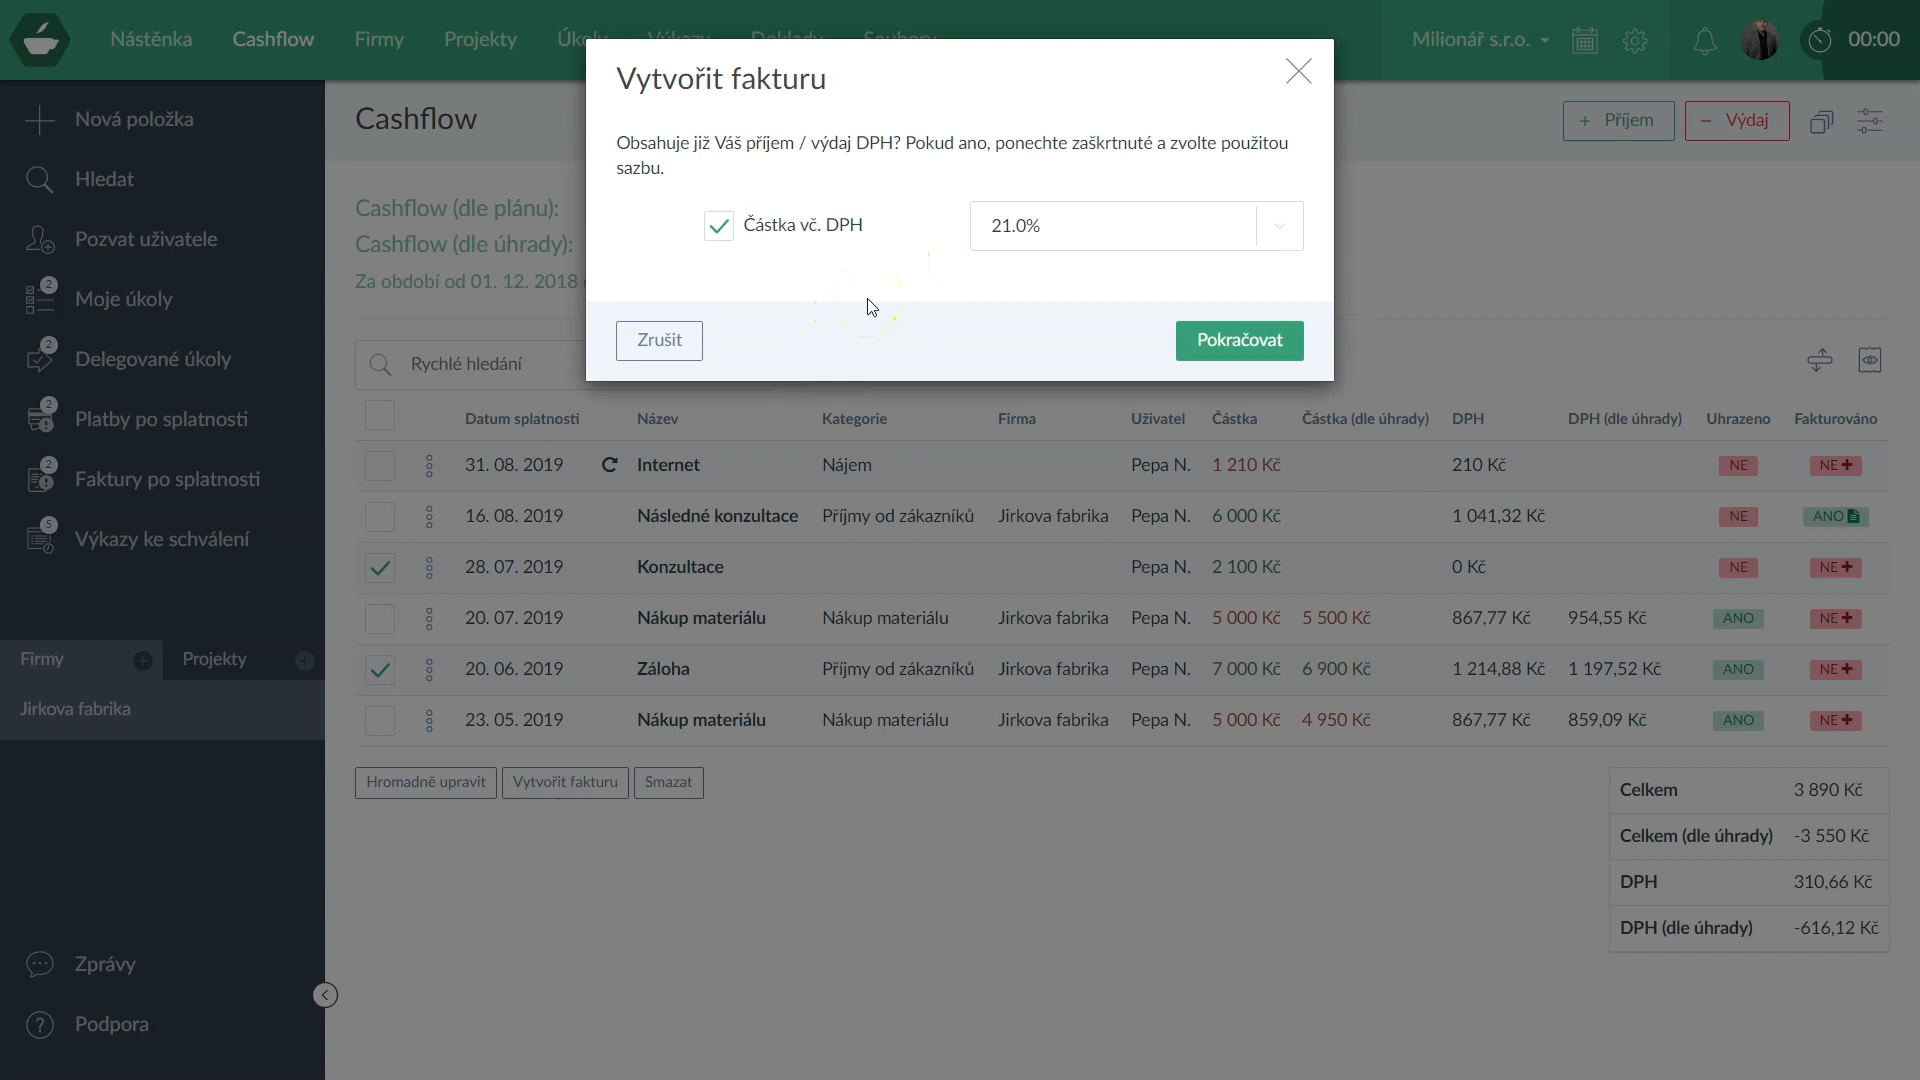 Nástěnka
Cashflow
Firmy
Projekty
Úkoly
Výkazy
Doklady
Soubory
Milionář s.r.o.
00:00
Nová položka
Hledat
Pozvat uživatele
2
Moje úkoly
2
Delegované úkoly
2
Platby po splatnosti
2
Faktury po splatnosti
5
Výkazy ke schválení
Firmy
Projekty
Jirkova fabrika
Zprávy
Podpora
Cashflow
+ Příjem
− Výdaj
Cashflow (dle plánu):
Cashflow (dle úhrady):
Za období od 01. 12. 2018
Vytvořit fakturu
Obsahuje již Váš příjem / výdaj DPH? Pokud ano, ponechte zaškrtnuté a zvolte použitou
sazbu.
Částka vč. DPH
21.0%
Zrušit
Pokračovat
Rychlé hledání
Datum splatnosti Název Kategorie Firma Uživatel Částka Částka (dle úhrady) DPH DPH (dle úhrady) Uhrazeno Fakturováno
31. 08. 2019 Internet Nájem Pepa N. 1 210 Kč 210 Kč NE NE +
16. 08. 2019 Následné konzultace Příjmy od zákazníků Jirkova fabrika Pepa N. 6 000 Kč 1 041,32 Kč NE ANO
28. 07. 2019 Konzultace Pepa N. 2 100 Kč 0 Kč NE NE +
20. 07. 2019 Nákup materiálu Nákup materiálu Jirkova fabrika Pepa N. 5 000 Kč 5 500 Kč 867,77 Kč 954,55 Kč ANO NE +
20. 06. 2019 Záloha Příjmy od zákazníků Jirkova fabrika Pepa N. 7 000 Kč 6 900 Kč 1 214,88 Kč 1 197,52 Kč ANO NE +
23. 05. 2019 Nákup materiálu Nákup materiálu Jirkova fabrika Pepa N. 5 000 Kč 4 950 Kč 867,77 Kč 859,09 Kč ANO NE +
Hromadně upravit
Vytvořit fakturu
Smazat
Celkem 3 890 Kč
Celkem (dle úhrady) -3 550 Kč
DPH 310,66 Kč
DPH (dle úhrady) -616,12 Kč